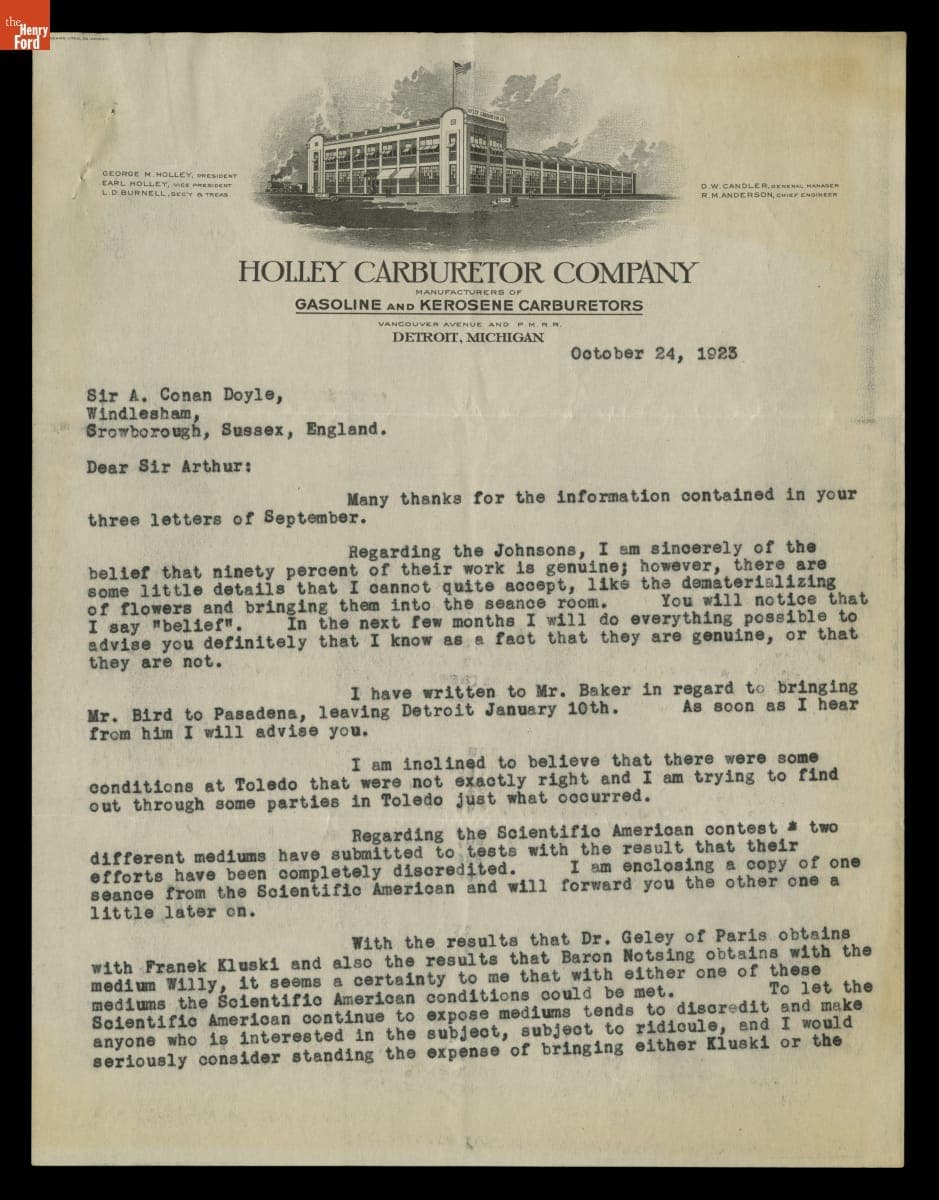 the
Henry
Ford
GEORGE M. HOLLEY, PRESIDENT
EARL HOLLEY, VICE PRESIDENT
L. D. BURNELL, SEC'Y & TREAS.
HOLLEY CARBURETOR CO.
D. W. CANDLER, GENERAL MANAGER
R. M. ANDERSON, CHIEF ENGINEER
HOLLEY CARBURETOR COMPANY
MANUFACTURERS OF
GASOLINE AND KEROSENE CARBURETORS
VANCOUVER AVENUE AND P. M. R. R.
DETROIT, MICHIGAN
October 24, 1923
Sir A. Conan Doyle,
Windlesham,
Crowborough, Sussex, England.
Dear Sir Arthur:
Many thanks for the information contained in your
three letters of September.
Regarding the Johnsons, I am sincerely of the
belief that ninety percent of their work is genuine; however, there are
some little details that I cannot quite accept, like the dematerializing
of flowers and bringing them into the seance room. You will notice that
I say "belief". In the next few months I will do everything possible to
advise you definitely that I know as a fact that they are genuine, or that
they are not.
I have written to Mr. Baker in regard to bringing
Mr. Bird to Pasadena, leaving Detroit January 10th. As soon as I hear
from him I will advise you.
I am inclined to believe that there were some
conditions at Toledo that were not exactly right and I am trying to find
out through some parties in Toledo just what occurred.
Regarding the Scientific American contest * two
different mediums have submitted to tests with the result that their
efforts have been completely discredited. I am enclosing a copy of one
seance from the Scientific American and will forward you the other one a
little later on.
With the results that Dr. Geley of Paris obtains
with Franek Kluski and also the results that Baron Notsing obtains with the
medium Willy, it seems a certainty to me that with either one of these
mediums the Scientific American conditions could be met. To let the
Scientific American continue to expose mediums tends to discredit and make
anyone who is interested in the subject, subject to ridicule, and I would
seriously consider standing the expense of bringing either Kluski or the